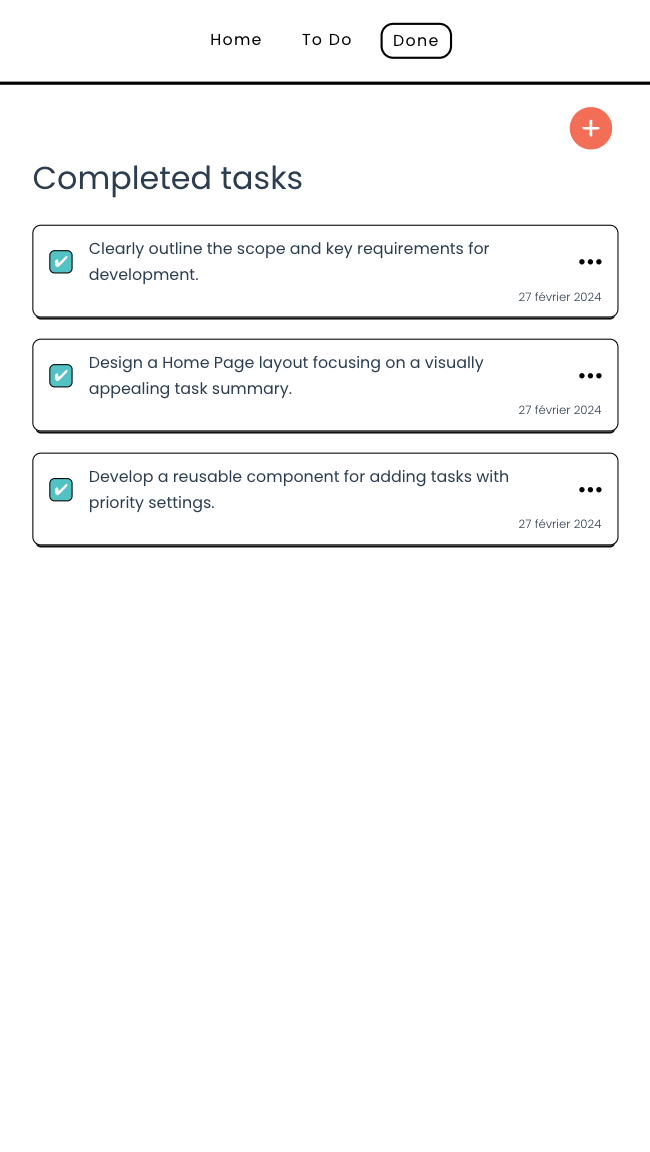 Home To Do Done
Completed tasks
Clearly outline the scope and key requirements for
development.
27 février 2024
Design a Home Page layout focusing on a visually
appealing task summary.
27 février 2024
Develop a reusable component for adding tasks with
priority settings.
27 février 2024